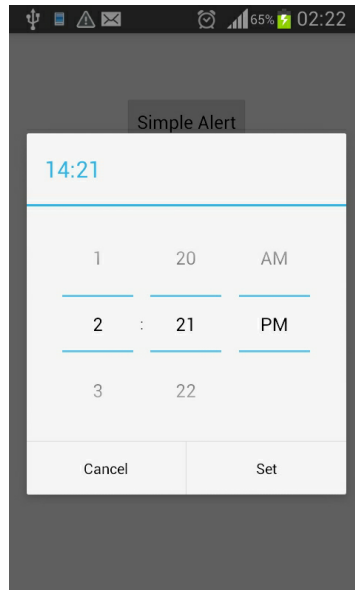 65% 02:22
Simple Alert
14:21
1 20 AM
2 : 21 PM
3 22
Cancel Set